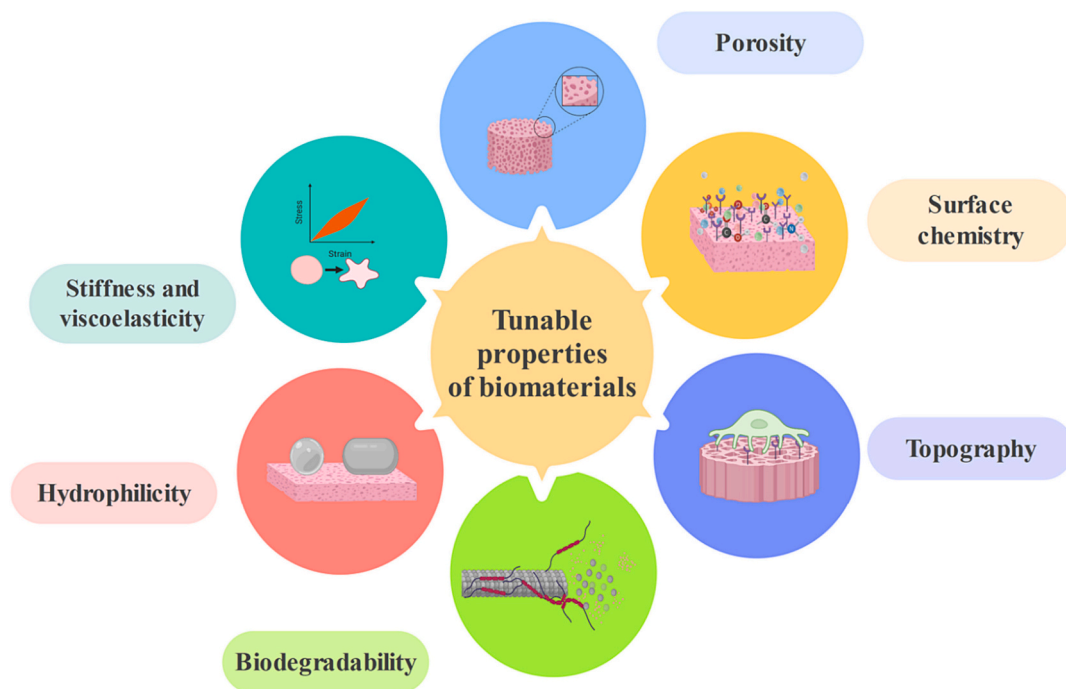 Porosity
Stress
Strain
Surface
chemistry
C
O
C
O
N
Stiffness and
viscoelasticity
Tunable
properties
of biomaterials
Topography
Hydrophilicity
Biodegradability